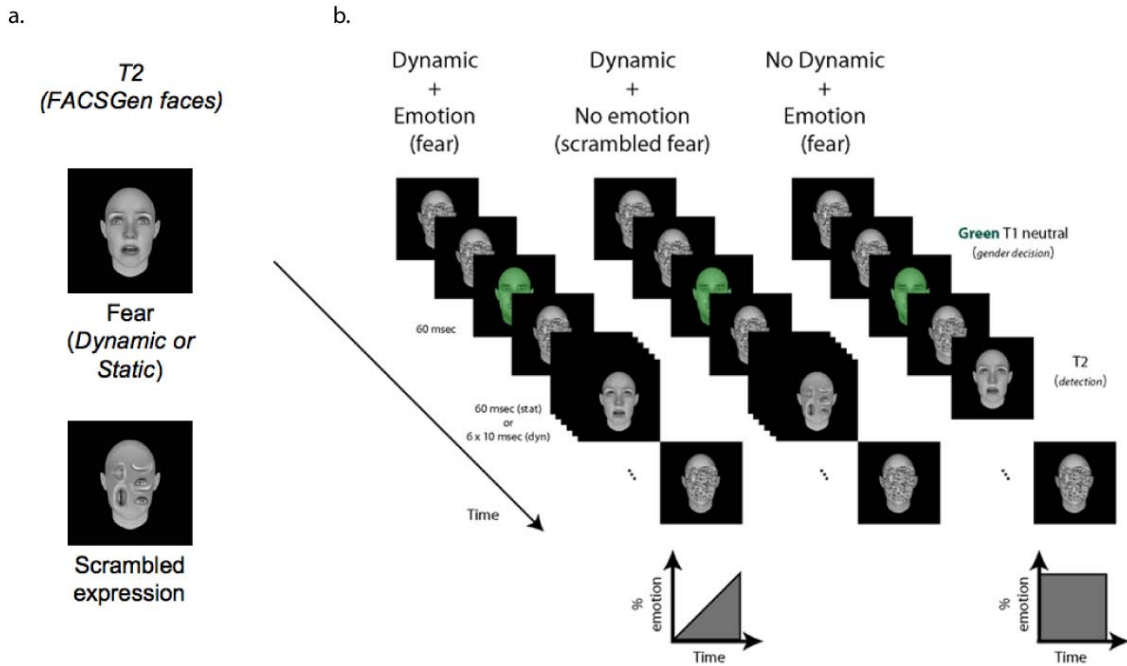 a.
T2
(FACSGen faces)
Fear
(Dynamic or
Static)
Scrambled
expression
b.
Dynamic
+
Emotion
(fear)
Dynamic
+
No emotion
(scrambled fear)
No Dynamic
+
Emotion
(fear)
Green T1 neutral
(gender decision)
60 msec
T2
(detection)
60 msec (stat)
or
6 x 10 msec (dyn)
Time
%
emotion
Time
%
emotion
Time